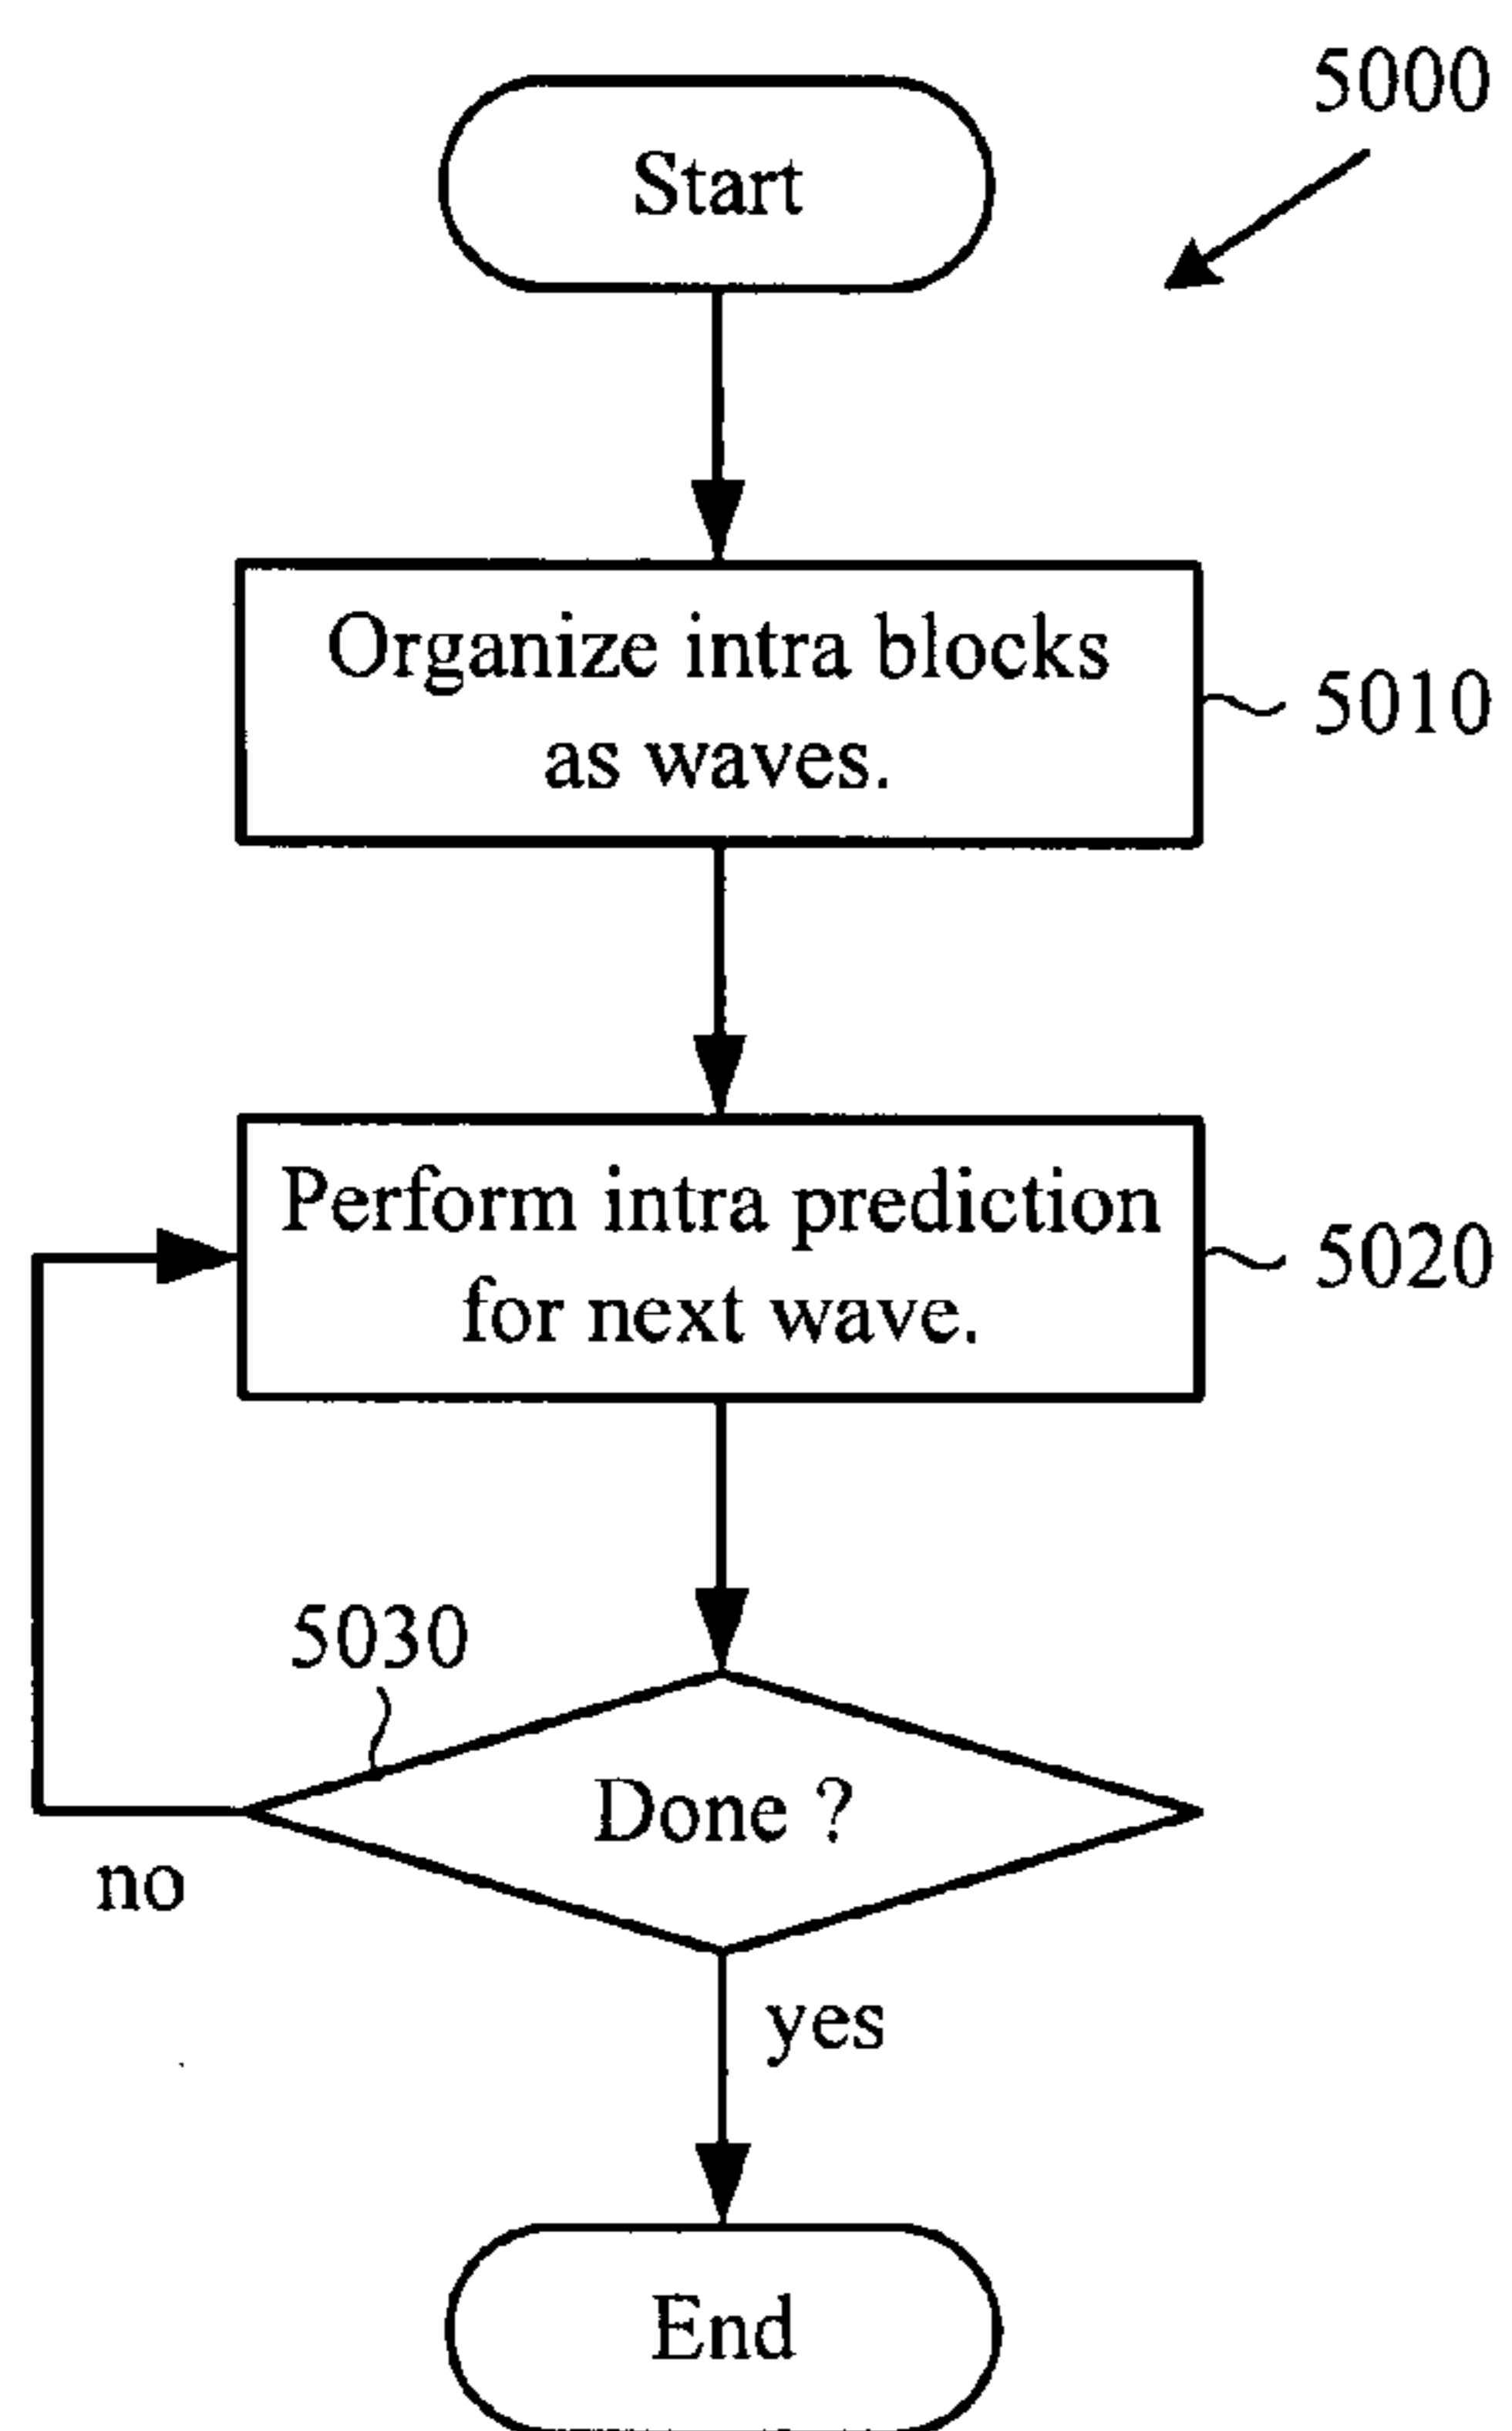 5000
Start
Organize intra blocks
as waves.
5010
Perform intra prediction
for next wave.
5020
5030
Done ?
no
yes
End